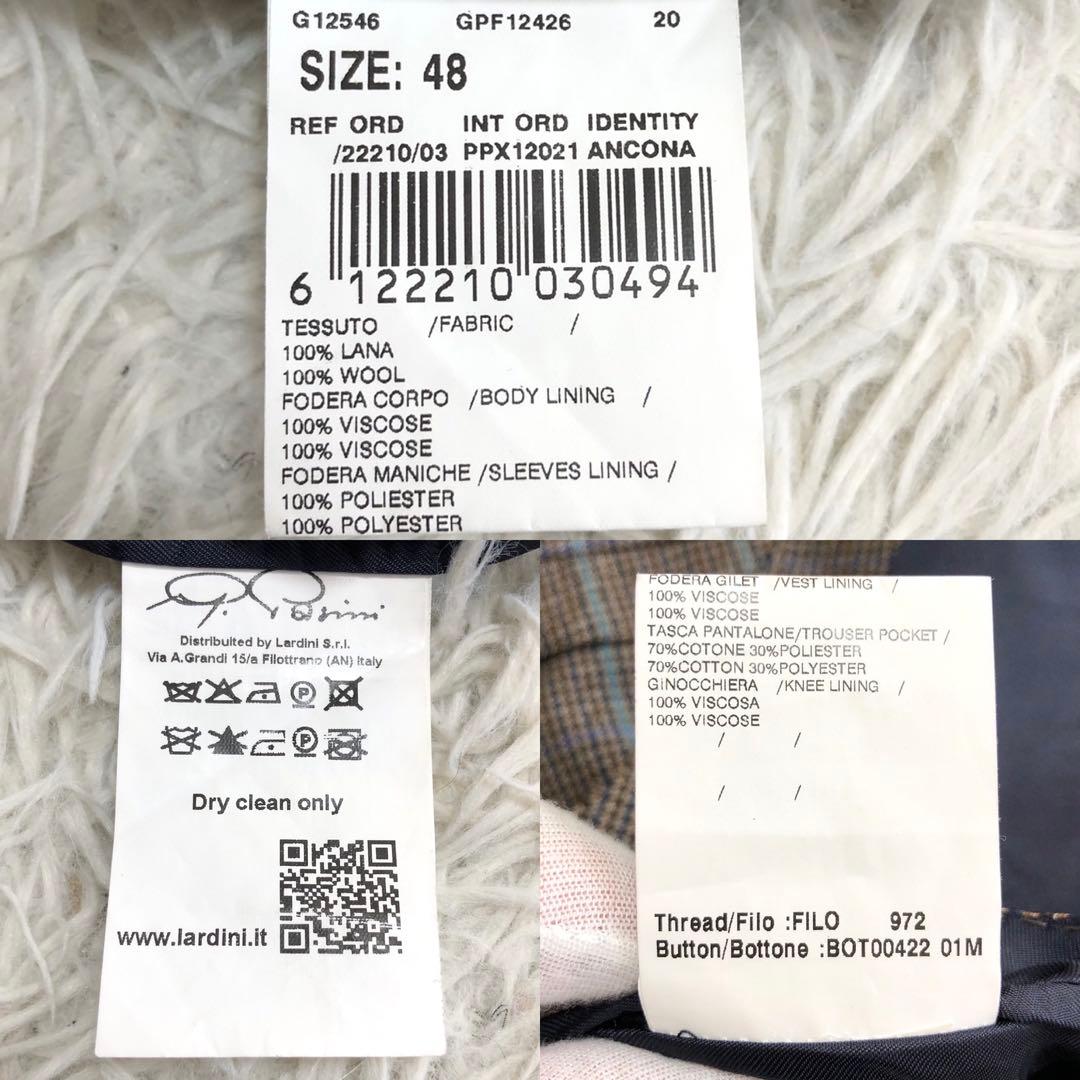 G12546 GPF12426 20
SIZE: 48
REF ORD INT ORD IDENTITY
/22210/03 PPX12021 ANCONA
6 122210 030494
TESSUTO /FABRIC /
100% LANA
100% WOOL
FODERA CORPO /BODY LINING /
100% VISCOSE
100% VISCOSE
FODERA MANICHE /SLEEVES LINING /
100% POLIESTER
100% POLYESTER
G. Pasini
Distribuited by Lardini S.r.l.
Via A.Grandi 15/a Filottrano (AN) Italy
P
P
Dry clean only
www.lardini.it
FODERA GILET /VEST LINING /
100% VISCOSE
100% VISCOSE
TASCA PANTALONE/TROUSER POCKET /
70%COTONE 30%POLIESTER
70%COTTON 30%POLYESTER
GINOCCHIERA /KNEE LINING /
100% VISCOSA
100% VISCOSE
/ /
/ /
Thread/Filo :FILO 972
Button/Bottone :BOT00422 01M